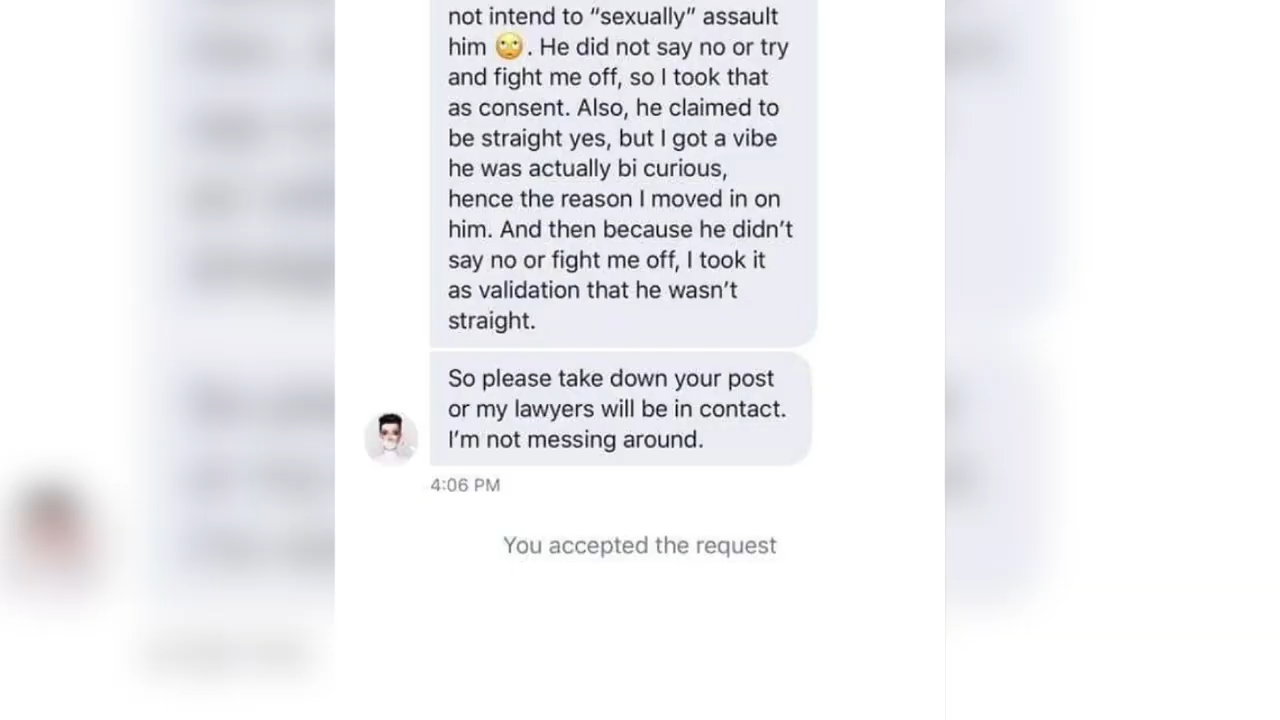 not intend to “sexually” assault
him 🙄. He did not say no or try
and fight me off, so I took that
as consent. Also, he claimed to
be straight yes, but I got a vibe
he was actually bi curious,
hence the reason I moved in on
him. And then because he didn’t
say no or fight me off, I took it
as validation that he wasn’t
straight.
So please take down your post
or my lawyers will be in contact.
I’m not messing around.
4:06 PM
You accepted the request